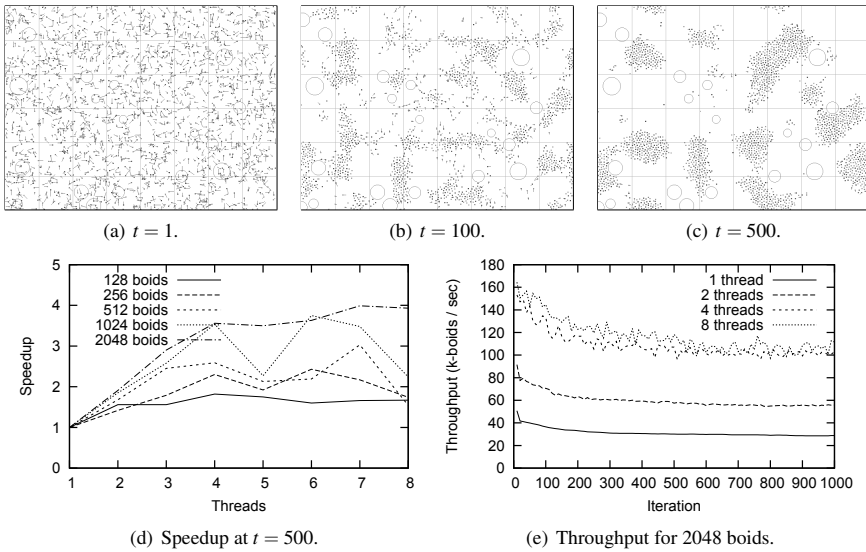 (a) t = 1.
(b) t = 100.
(c) t = 500.
5
4
3
2
1
0
1 2 3 4 5 6 7 8
Speedup
Threads
128 boids
256 boids
512 boids
1024 boids
2048 boids
(d) Speedup at t = 500.
180
160
140
120
100
80
60
40
20
0
0 100 200 300 400 500 600 700 800 900 1000
Throughput (k-boids / sec)
Iteration
1 thread
2 threads
4 threads
8 threads
(e) Throughput for 2048 boids.